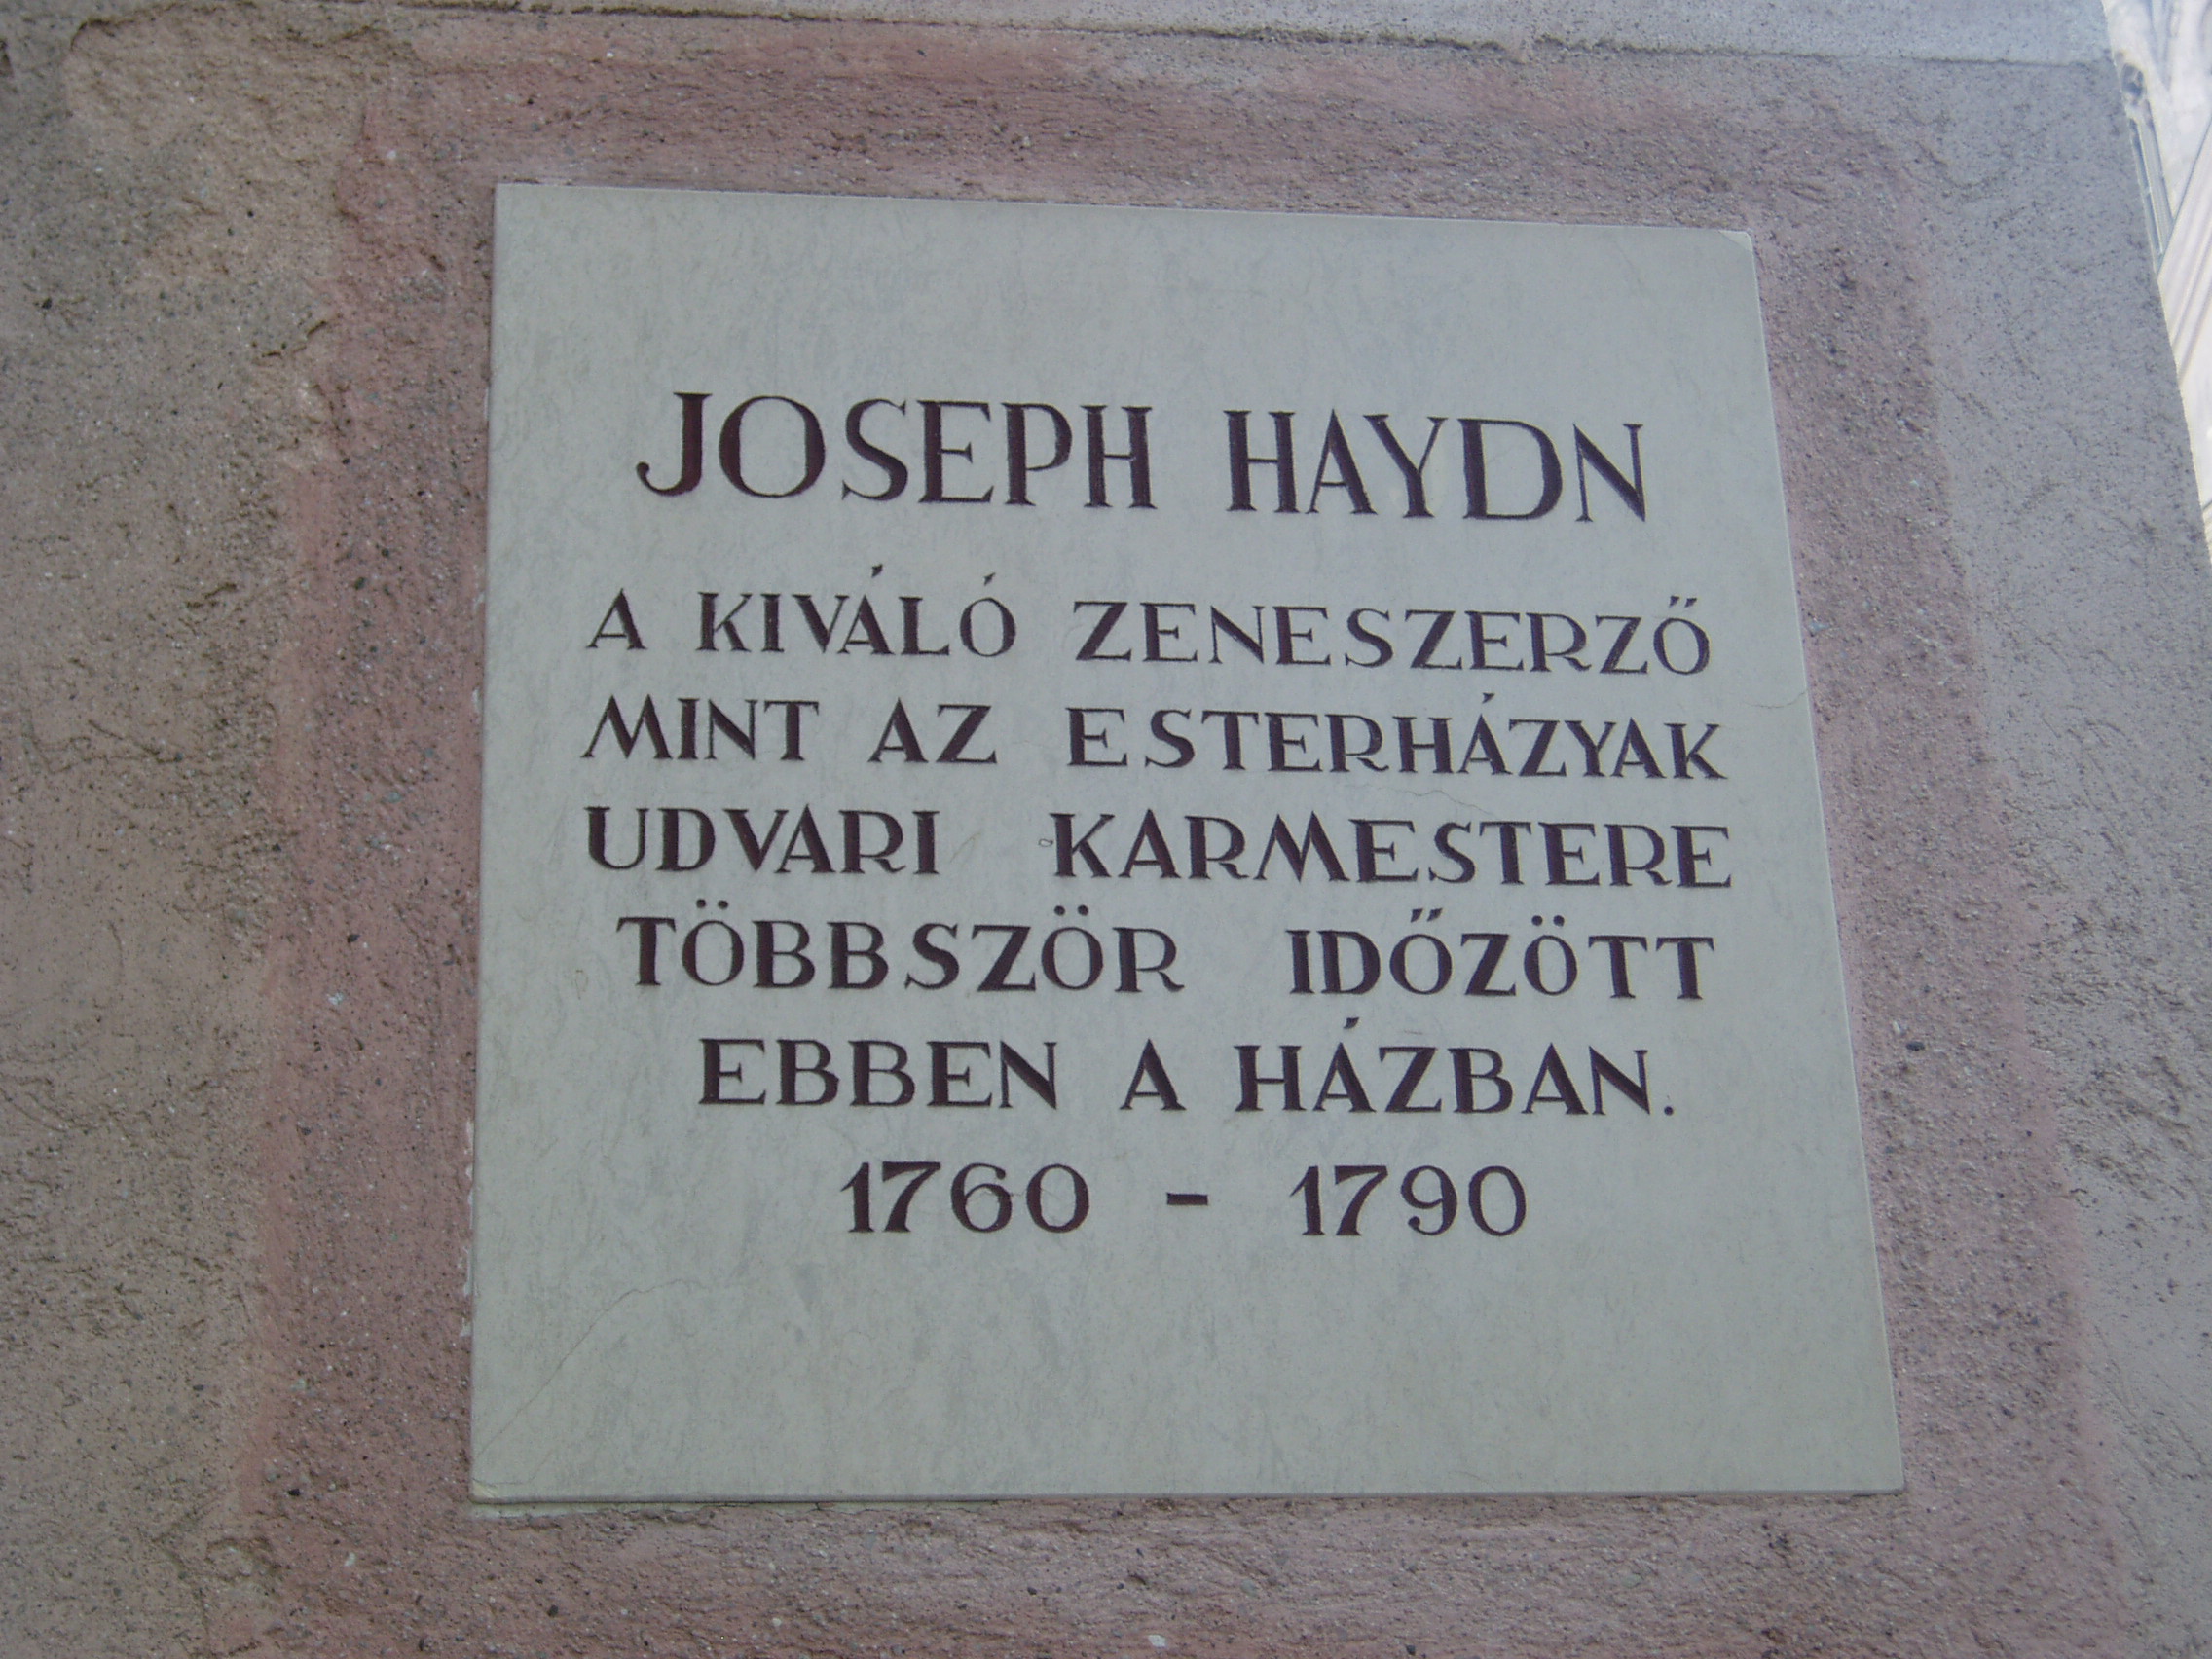 JOSEPH HAYDN
A KIVÁLÓ ZENESZERZŐ
MINT AZ ESTERHÁZYAK
UDVARI KARMESTERE
TÖBBSZÖR IDŐZÖTT
EBBEN A HÁZBAN.
1760 - 1790